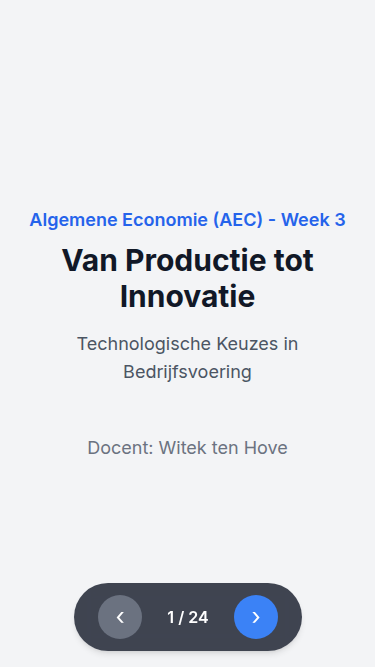 Algemene Economie (AEC) - Week 3
Van Productie tot
Innovatie
Technologische Keuzes in
Bedrijfsvoering
Docent: Witek ten Hove
‹ 1 / 24 ›